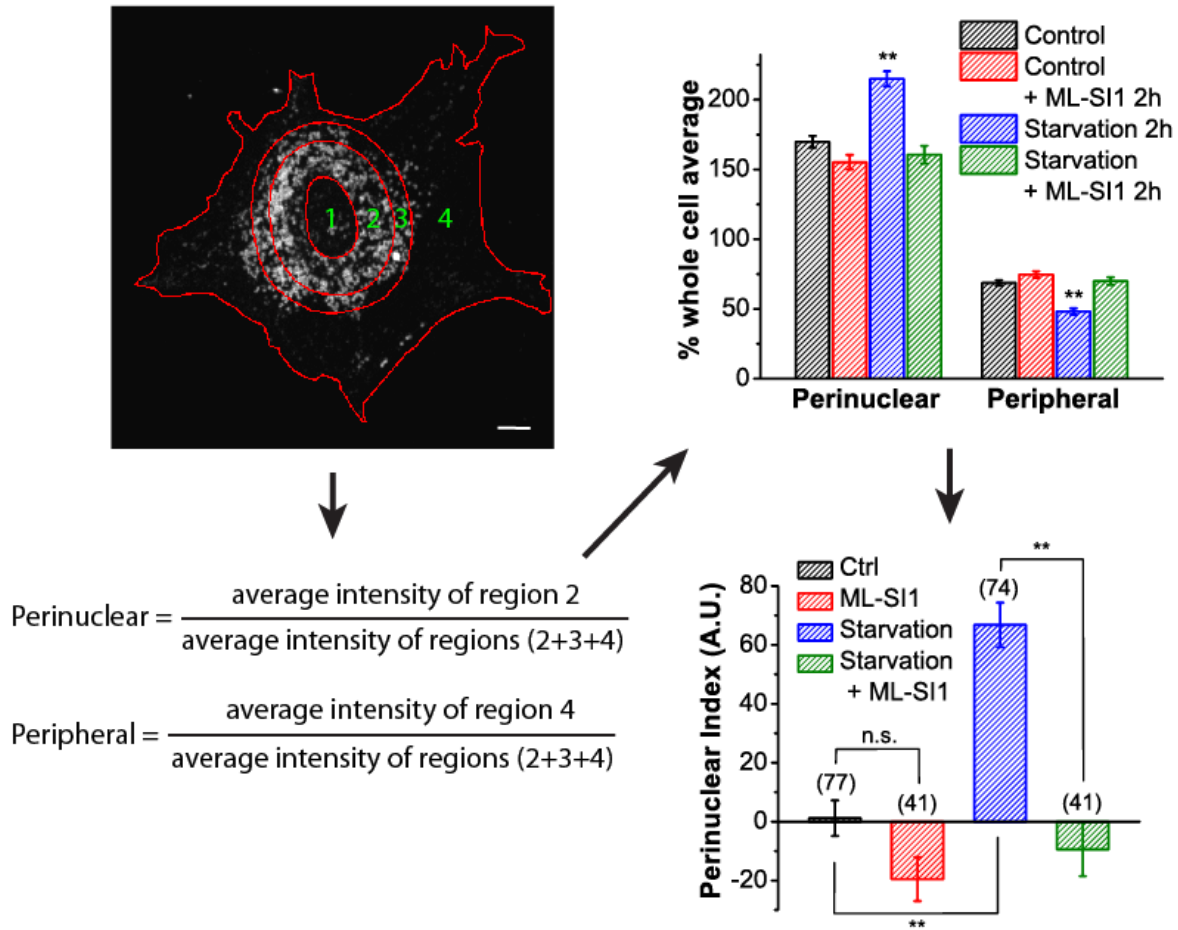 1 2 3 4
Perinuclear = average intensity of region 2
average intensity of regions (2+3+4)
Peripheral = average intensity of region 4
average intensity of regions (2+3+4)
% whole cell average
200
150
100
50
0
**
**
Control
Control
+ ML-SI1 2h
Starvation 2h
Starvation
+ ML-SI1 2h
Perinuclear Peripheral
Perinuclear Index (A.U.)
80
60
40
20
0
-20
Ctrl
ML-SI1
Starvation
Starvation
+ ML-SI1
**
(74)
n.s.
(77)
(41)
(41)
**